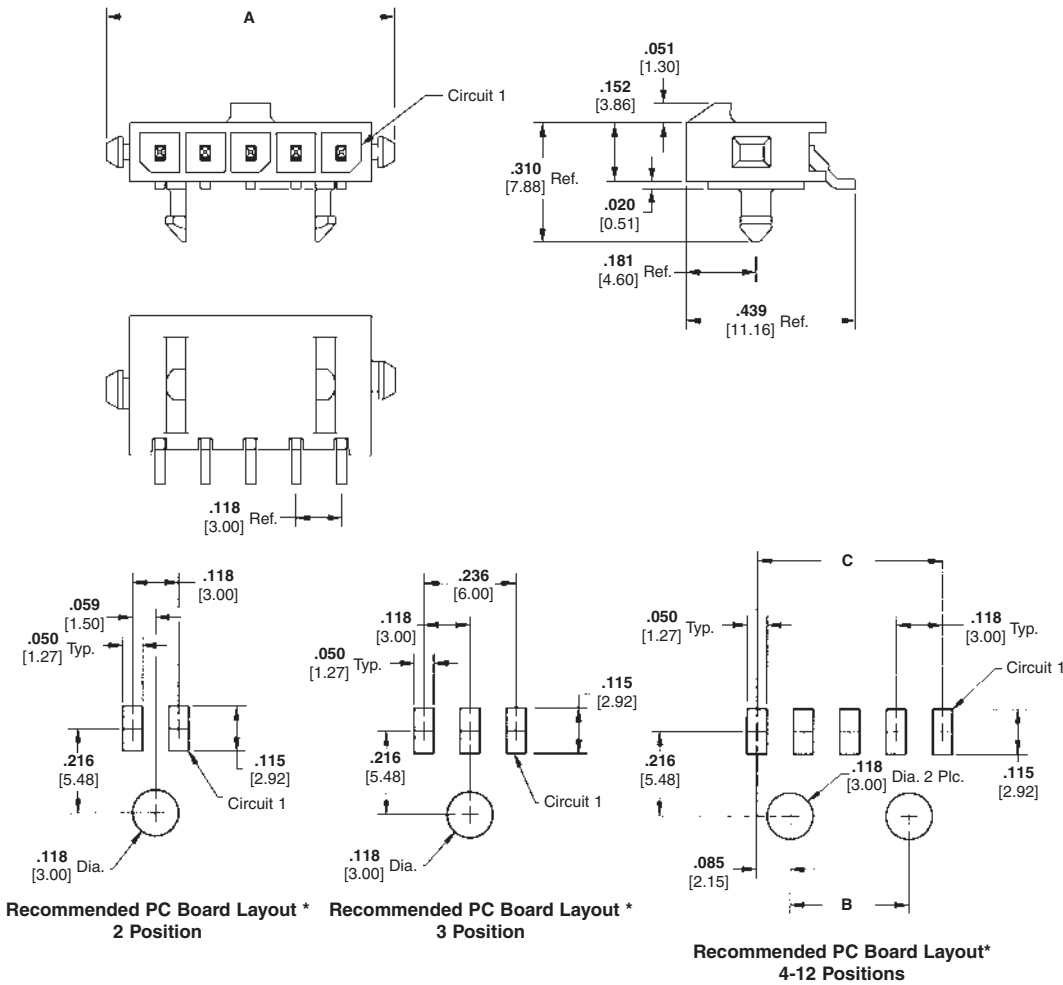 A
Circuit 1
.051
[1.30]
.152
[3.86]
.310
[7.88] Ref.
.020
[0.51]
.181
[4.60] Ref.
.439
[11.16] Ref.
.118
[3.00] Ref.
.118
[3.00]
.059
[1.50]
.050
[1.27] Typ.
.216
[5.48]
.115
[2.92]
Circuit 1
.118
[3.00] Dia.
Recommended PC Board Layout *
2 Position
.236
[6.00]
.118
[3.00]
.050
[1.27] Typ.
.115
[2.92]
.216
[5.48]
Circuit 1
.118
[3.00] Dia.
Recommended PC Board Layout *
3 Position
C
.050
[1.27] Typ.
.118
[3.00] Typ.
Circuit 1
.216
[5.48]
.118
[3.00] Dia. 2 Plc.
.115
[2.92]
.085
[2.15]
B
Recommended PC Board Layout*
4-12 Positions